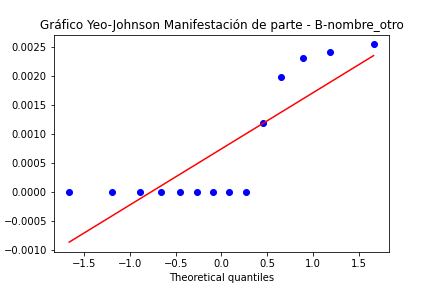 Gráfico Yeo-Johnson Manifestación de parte - B-nombre_otro
0.0025
0.0020
0.0015
0.0010
0.0005
0.0000
−0.0005
−0.0010
−1.5 −1.0 −0.5 0.0 0.5 1.0 1.5
Theoretical quantiles